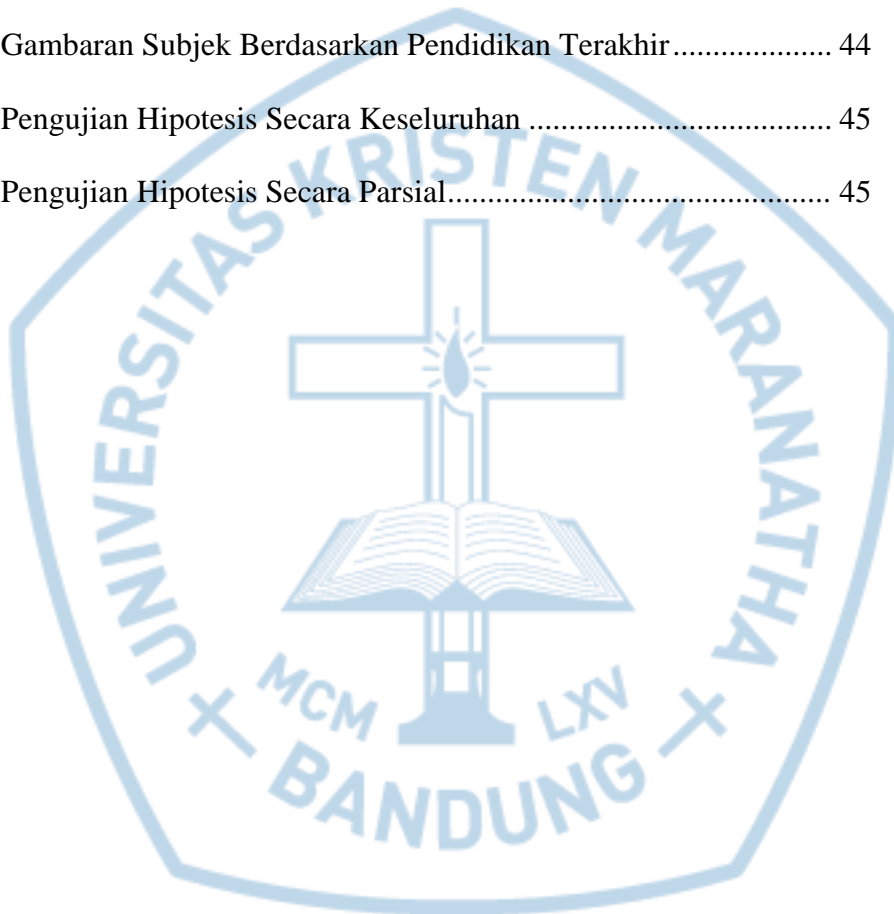 Gambaran Subjek Berdasarkan Pendidikan Terakhir.................... 44
Pengujian Hipotesis Secara Keseluruhan ...................................... 45
Pengujian Hipotesis Secara Parsial................................................ 45
UNIVERSITAS KRISTEN MARANATHA
MCM LXV
+ BANDUNG +